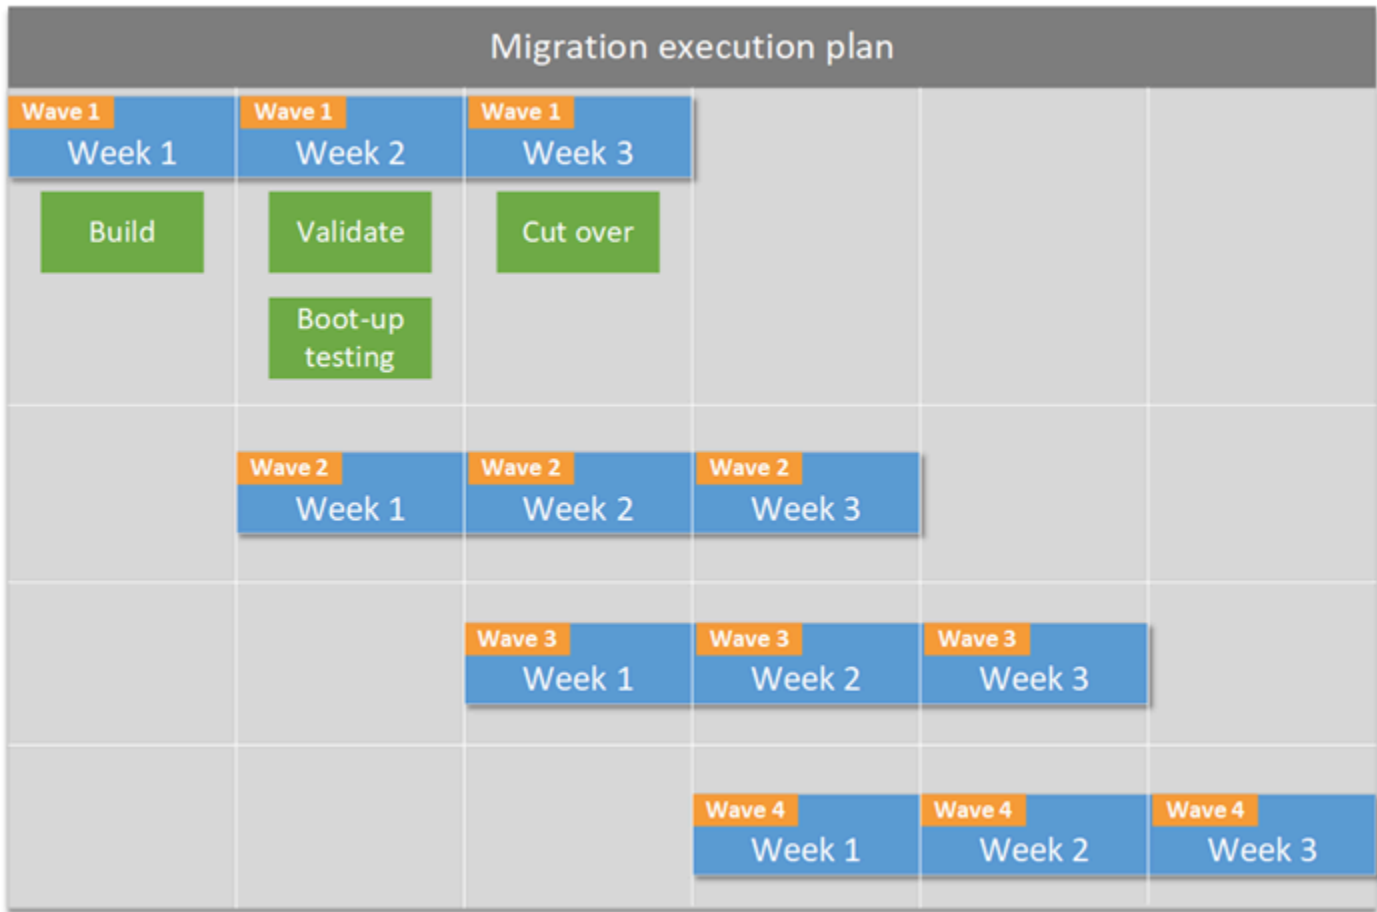 Migration execution plan
Wave 1
Week 1
Wave 1
Week 2
Wave 1
Week 3
Build
Validate
Cut over
Boot-up
testing
Wave 2
Week 1
Wave 2
Week 2
Wave 2
Week 3
Wave 3
Week 1
Wave 3
Week 2
Wave 3
Week 3
Wave 4
Week 1
Wave 4
Week 2
Wave 4
Week 3